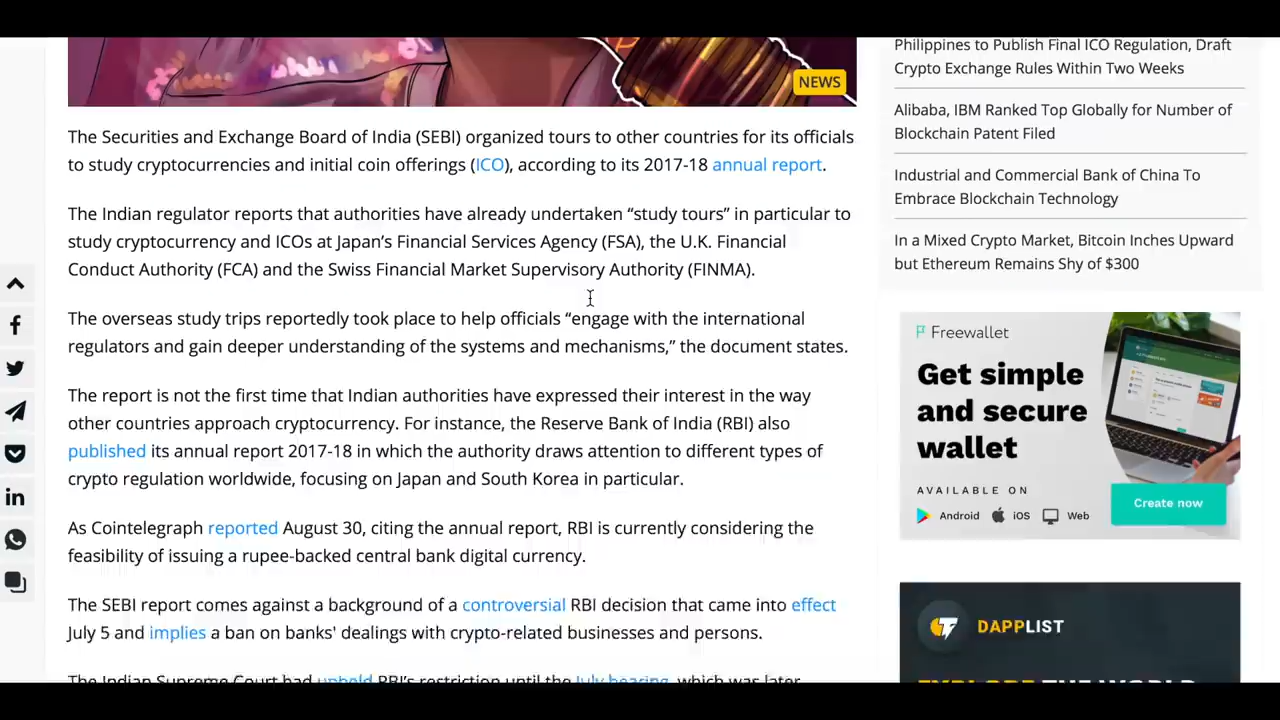 NEWS
The Securities and Exchange Board of India (SEBI) organized tours to other countries for its officials
to study cryptocurrencies and initial coin offerings (ICO), according to its 2017-18 annual report.
The Indian regulator reports that authorities have already undertaken “study tours” in particular to
study cryptocurrency and ICOs at Japan’s Financial Services Agency (FSA), the U.K. Financial
Conduct Authority (FCA) and the Swiss Financial Market Supervisory Authority (FINMA).
The overseas study trips reportedly took place to help officials “engage with the international
regulators and gain deeper understanding of the systems and mechanisms,” the document states.
The report is not the first time that Indian authorities have expressed their interest in the way
other countries approach cryptocurrency. For instance, the Reserve Bank of India (RBI) also
published its annual report 2017-18 in which the authority draws attention to different types of
crypto regulation worldwide, focusing on Japan and South Korea in particular.
As Cointelegraph reported August 30, citing the annual report, RBI is currently considering the
feasibility of issuing a rupee-backed central bank digital currency.
The SEBI report comes against a background of a controversial RBI decision that came into effect
July 5 and implies a ban on banks' dealings with crypto-related businesses and persons.
The Indian Supreme Court had upheld RBI’s restriction until the July hearing, which was later
Philippines to Publish Final ICO Regulation, Draft
Crypto Exchange Rules Within Two Weeks
Alibaba, IBM Ranked Top Globally for Number of
Blockchain Patent Filed
Industrial and Commercial Bank of China To
Embrace Blockchain Technology
In a Mixed Crypto Market, Bitcoin Inches Upward
but Ethereum Remains Shy of $300
Freewallet
Get simple
and secure
wallet
AVAILABLE ON
Android iOS Web
Create now
DAPPLIST
EXPLORE THE WORLD